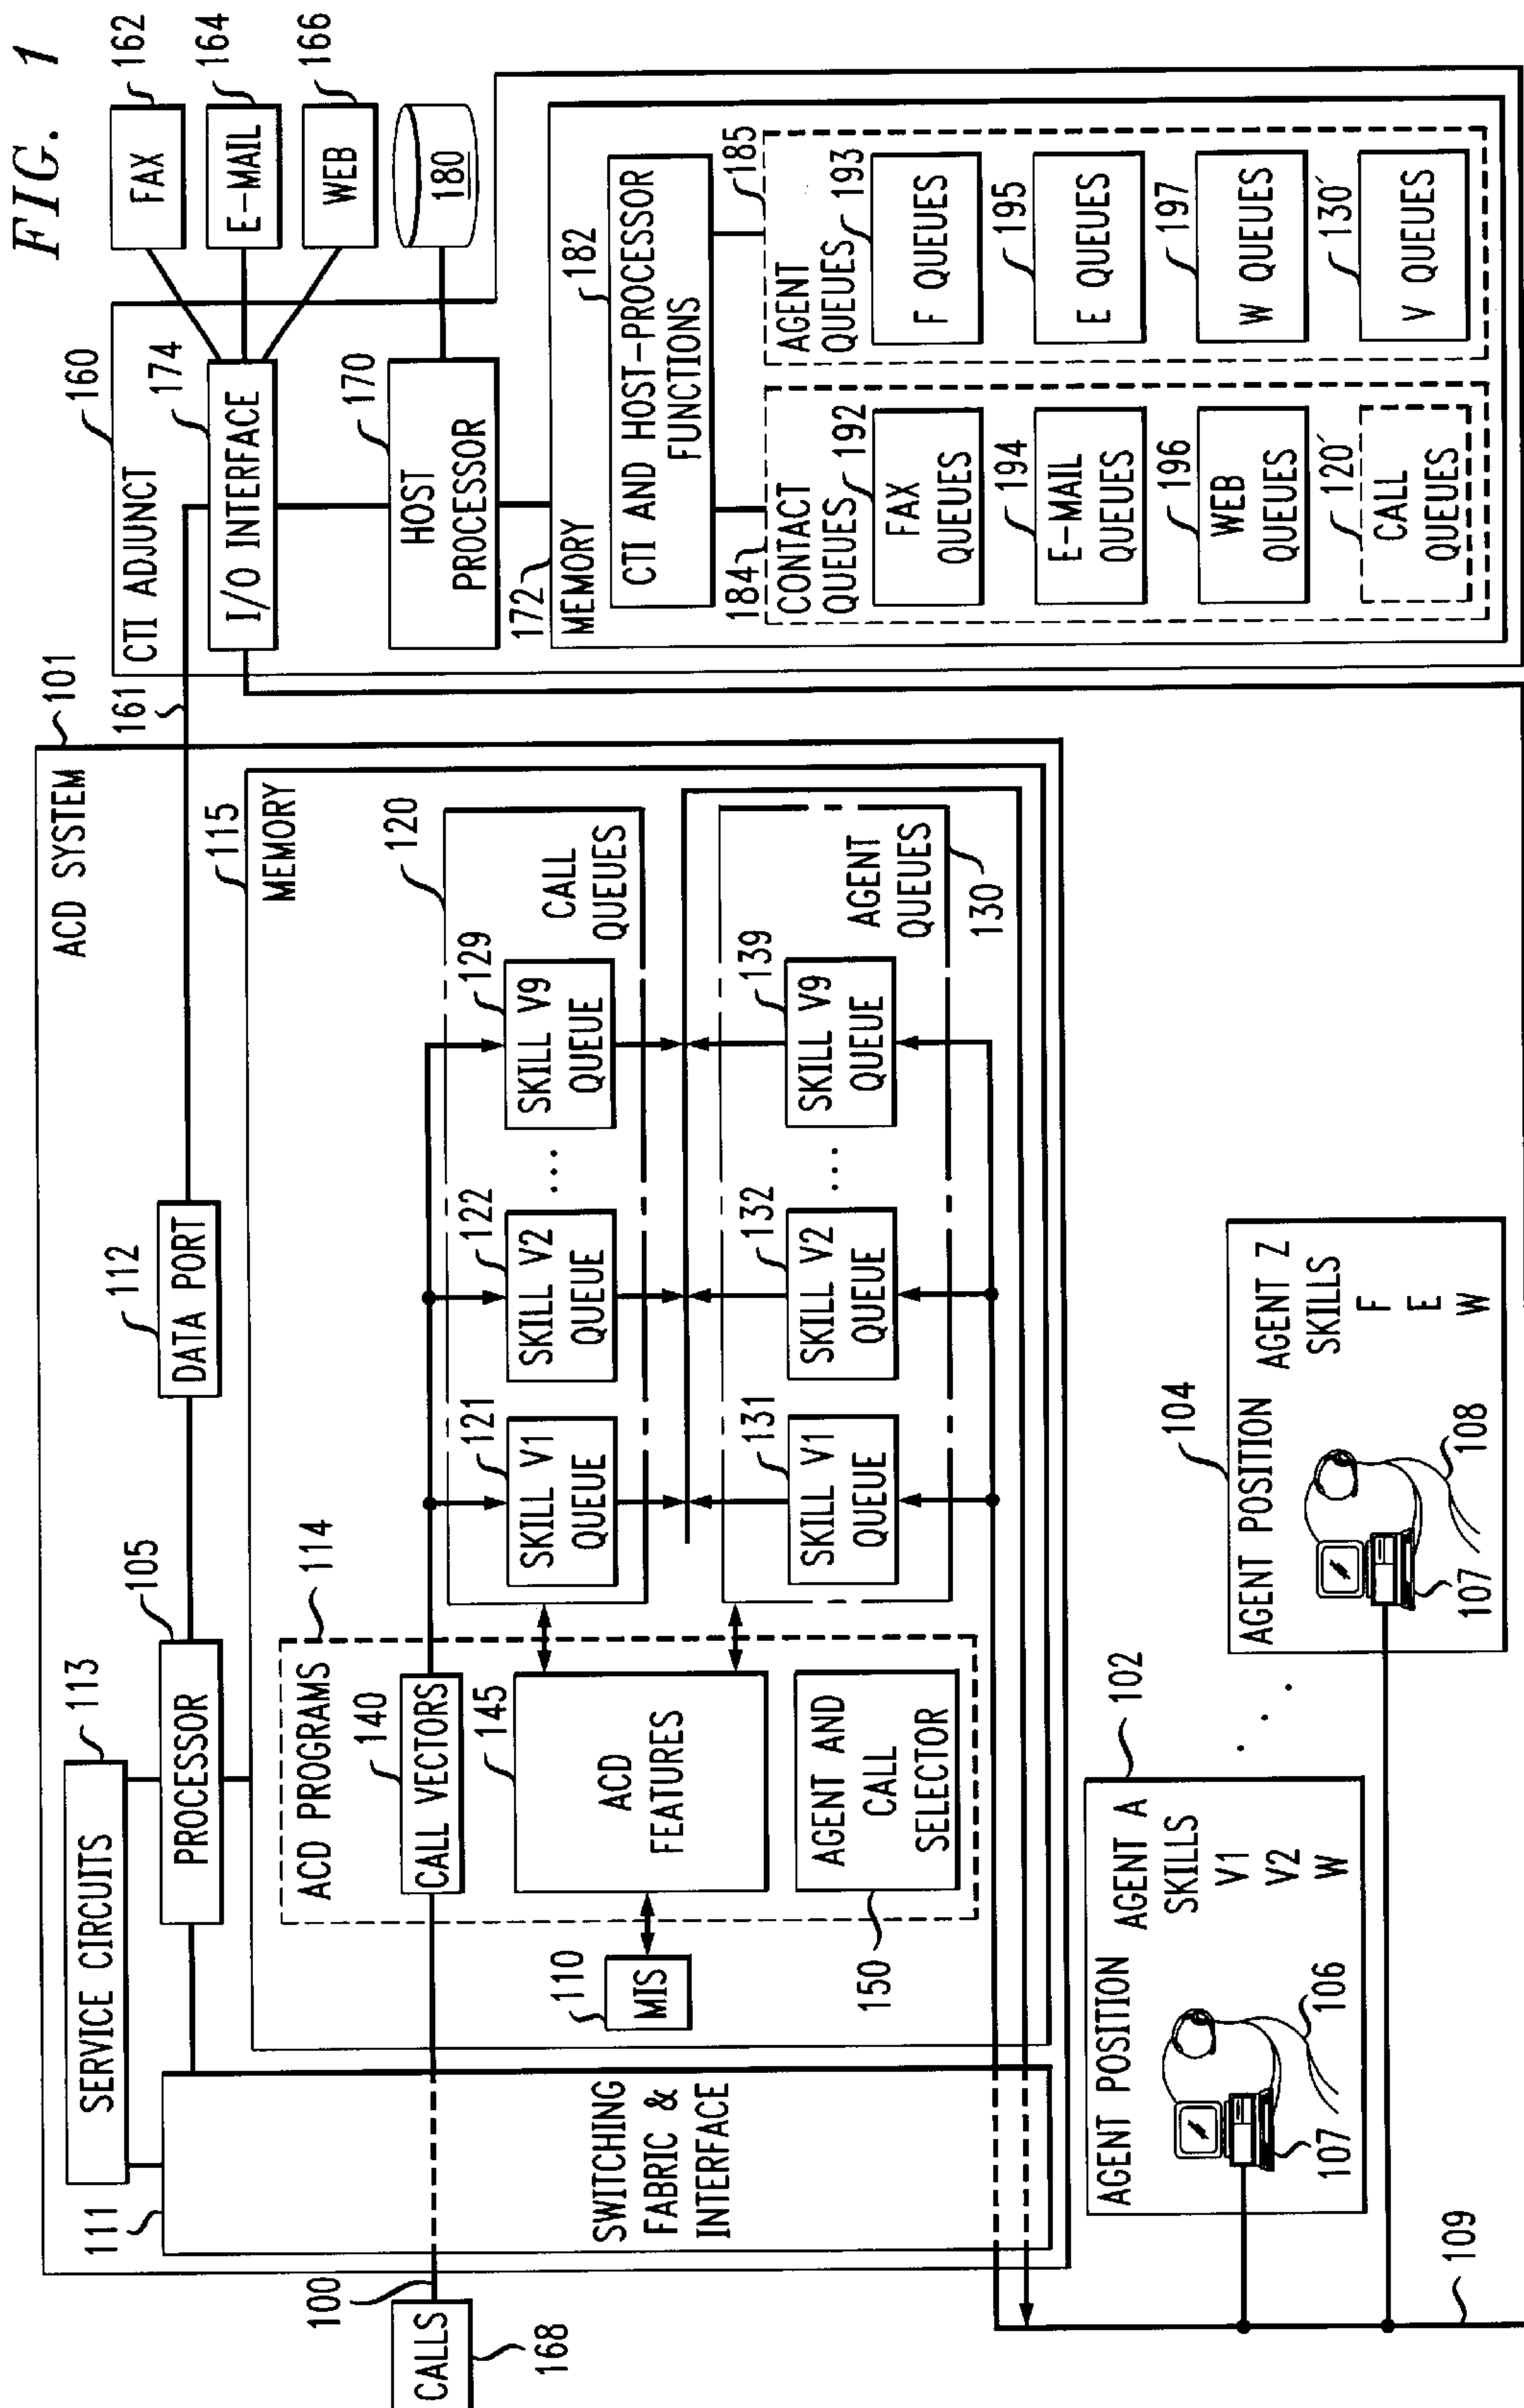 FIG. 1
ACD SYSTEM
101
SERVICE CIRCUITS
113
111
PROCESSOR
105
DATA PORT
112
161
115
MEMORY
CALLS
168
100
SWITCHING
FABRIC &
INTERFACE
110
MIS
ACD PROGRAMS
114
CALL VECTORS
140
145
ACD
FEATURES
AGENT AND
CALL
SELECTOR
150
120
CALL
QUEUES
SKILL V1
QUEUE
121
SKILL V2
QUEUE
122
...
SKILL V9
QUEUE
129
AGENT
QUEUES
130
SKILL V1
QUEUE
131
SKILL V2
QUEUE
132
...
SKILL V9
QUEUE
139
102
AGENT POSITION
AGENT A
SKILLS
V1
V2
W
107
106
. . .
104
AGENT POSITION
AGENT Z
SKILLS
F
E
W
107
108
109
CTI ADJUNCT
160
I/O INTERFACE
174
FAX
162
E-MAIL
164
WEB
166
HOST
PROCESSOR
170
180
172
MEMORY
CTI AND HOST-PROCESSOR
FUNCTIONS
182
184
CONTACT
QUEUES
192
FAX
QUEUES
194
E-MAIL
QUEUES
196
WEB
QUEUES
120'
CALL
QUEUES
185
AGENT
QUEUES
193
F QUEUES
195
E QUEUES
197
W QUEUES
130'
V QUEUES